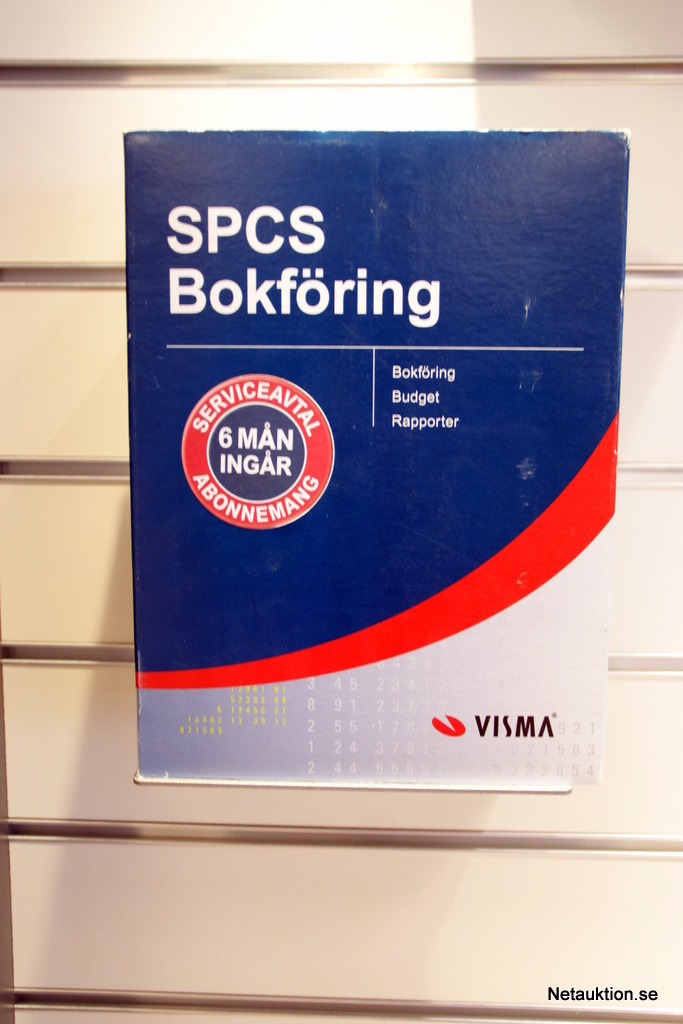 SPCS
Bokföring
Bokföring
Budget
Rapporter
SERVICEAVTAL
6 MÅN
INGÅR
ABONNEMANG
VISMA
Netauktion.se